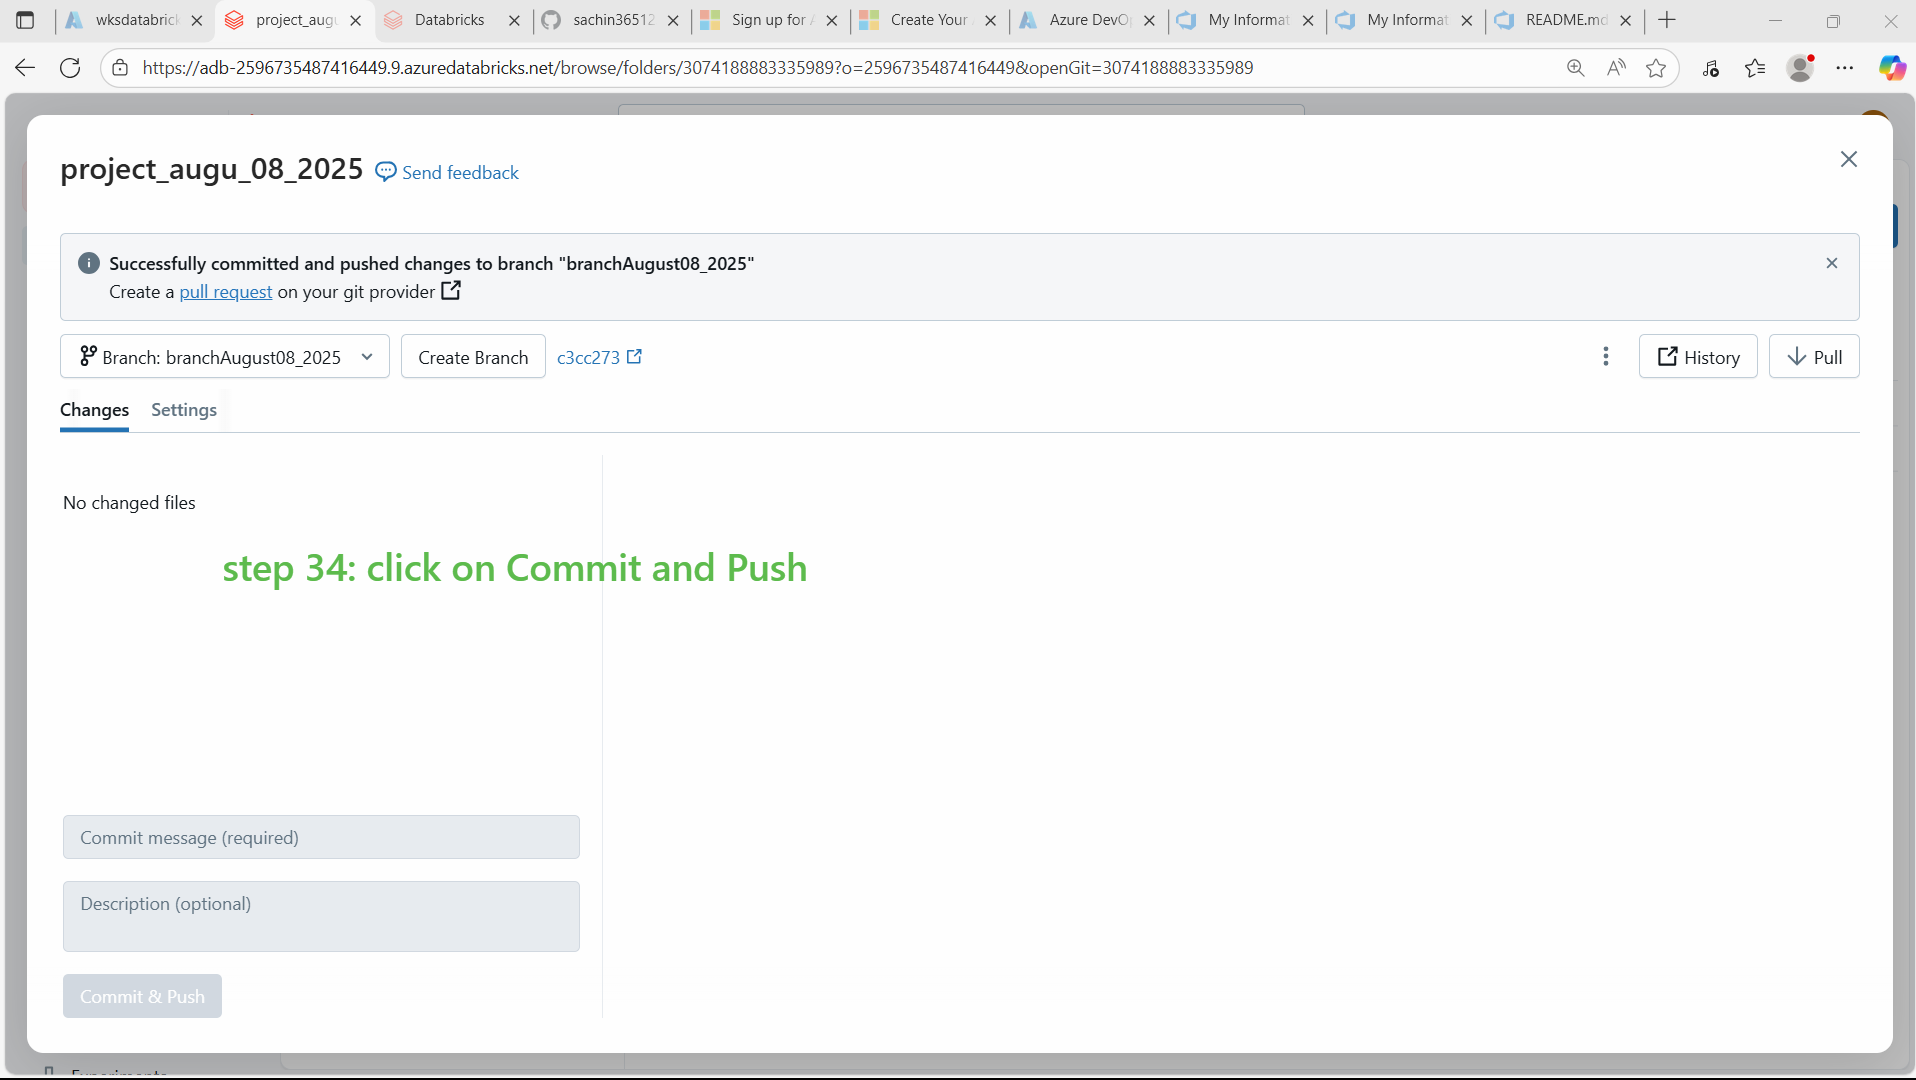 wksdatabrick
project_augu
Databricks
sachin36512
Sign up for A
Create Your A
Azure DevO
My Informat
My Informat
README.md
https://adb-2596735487416449.9.azuredatabricks.net/browse/folders/3074188883335989?o=2596735487416449&openGit=3074188883335989
project_augu_08_2025
Send feedback
Successfully committed and pushed changes to branch "branchAugust08_2025"
Create a pull request on your git provider
Branch: branchAugust08_2025
Create Branch
c3cc273
History
Pull
Changes
Settings
No changed files
step 34: click on Commit and Push
Commit message (required)
Description (optional)
Commit & Push
Experiments